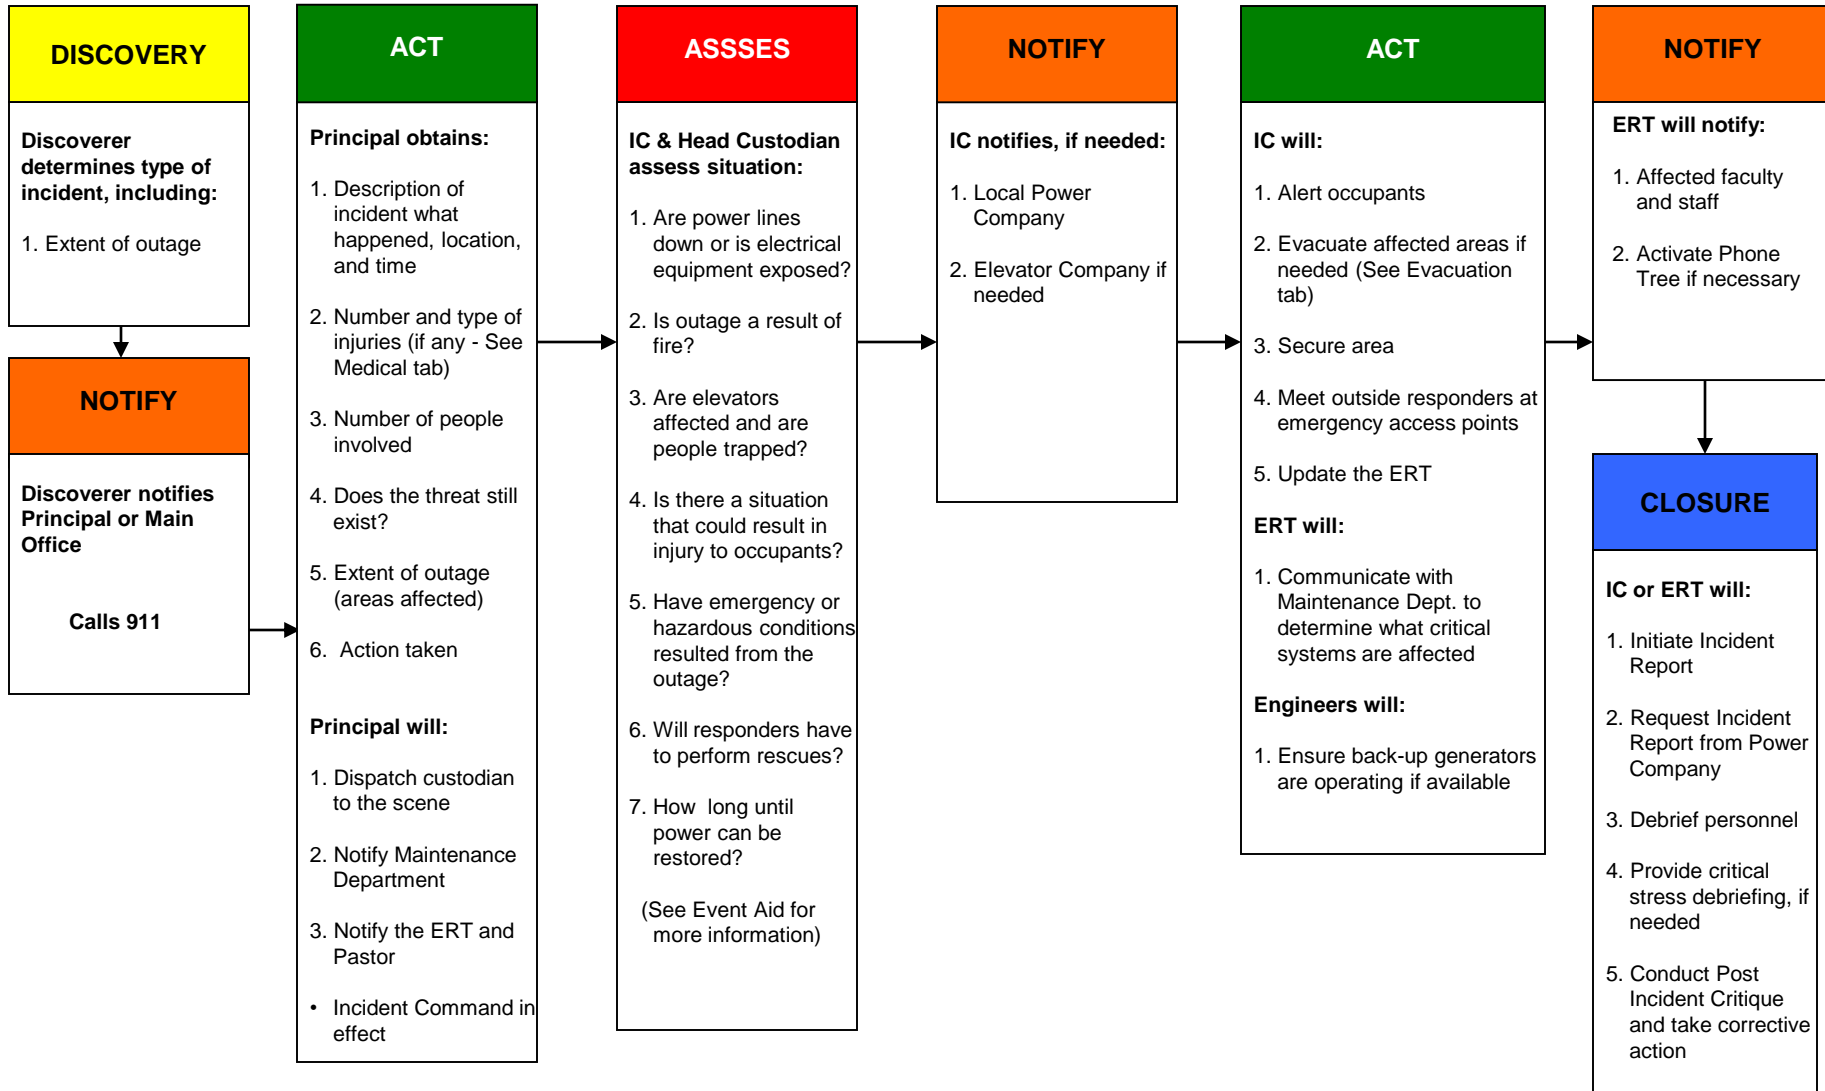 DISCOVERY
Discoverer
determines type of
incident, including:
1. Extent of outage
NOTIFY
Discoverer notifies
Principal or Main
Office
Calls 911
ACT
Principal obtains:
1. Description of
incident what
happened, location,
and time
2. Number and type of
injuries (if any - See
Medical tab)
3. Number of people
involved
4. Does the threat still
exist?
5. Extent of outage
(areas affected)
6. Action taken
Principal will:
1. Dispatch custodian
to the scene
2. Notify Maintenance
Department
3. Notify the ERT and
Pastor
• Incident Command in
effect
ASSSES
IC & Head Custodian
assess situation:
1. Are power lines
down or is electrical
equipment exposed?
2. Is outage a result of
fire?
3. Are elevators
affected and are
people trapped?
4. Is there a situation
that could result in
injury to occupants?
5. Have emergency or
hazardous conditions
resulted from the
outage?
6. Will responders have
to perform rescues?
7. How long until
power can be
restored?
(See Event Aid for
more information)
NOTIFY
IC notifies, if needed:
1. Local Power
Company
2. Elevator Company if
needed
ACT
IC will:
1. Alert occupants
2. Evacuate affected areas if
needed (See Evacuation
tab)
3. Secure area
4. Meet outside responders at
emergency access points
5. Update the ERT
ERT will:
1. Communicate with
Maintenance Dept. to
determine what critical
systems are affected
Engineers will:
1. Ensure back-up generators
are operating if available
NOTIFY
ERT will notify:
1. Affected faculty
and staff
2. Activate Phone
Tree if necessary
CLOSURE
IC or ERT will:
1. Initiate Incident
Report
2. Request Incident
Report from Power
Company
3. Debrief personnel
4. Provide critical
stress debriefing, if
needed
5. Conduct Post
Incident Critique
and take corrective
action